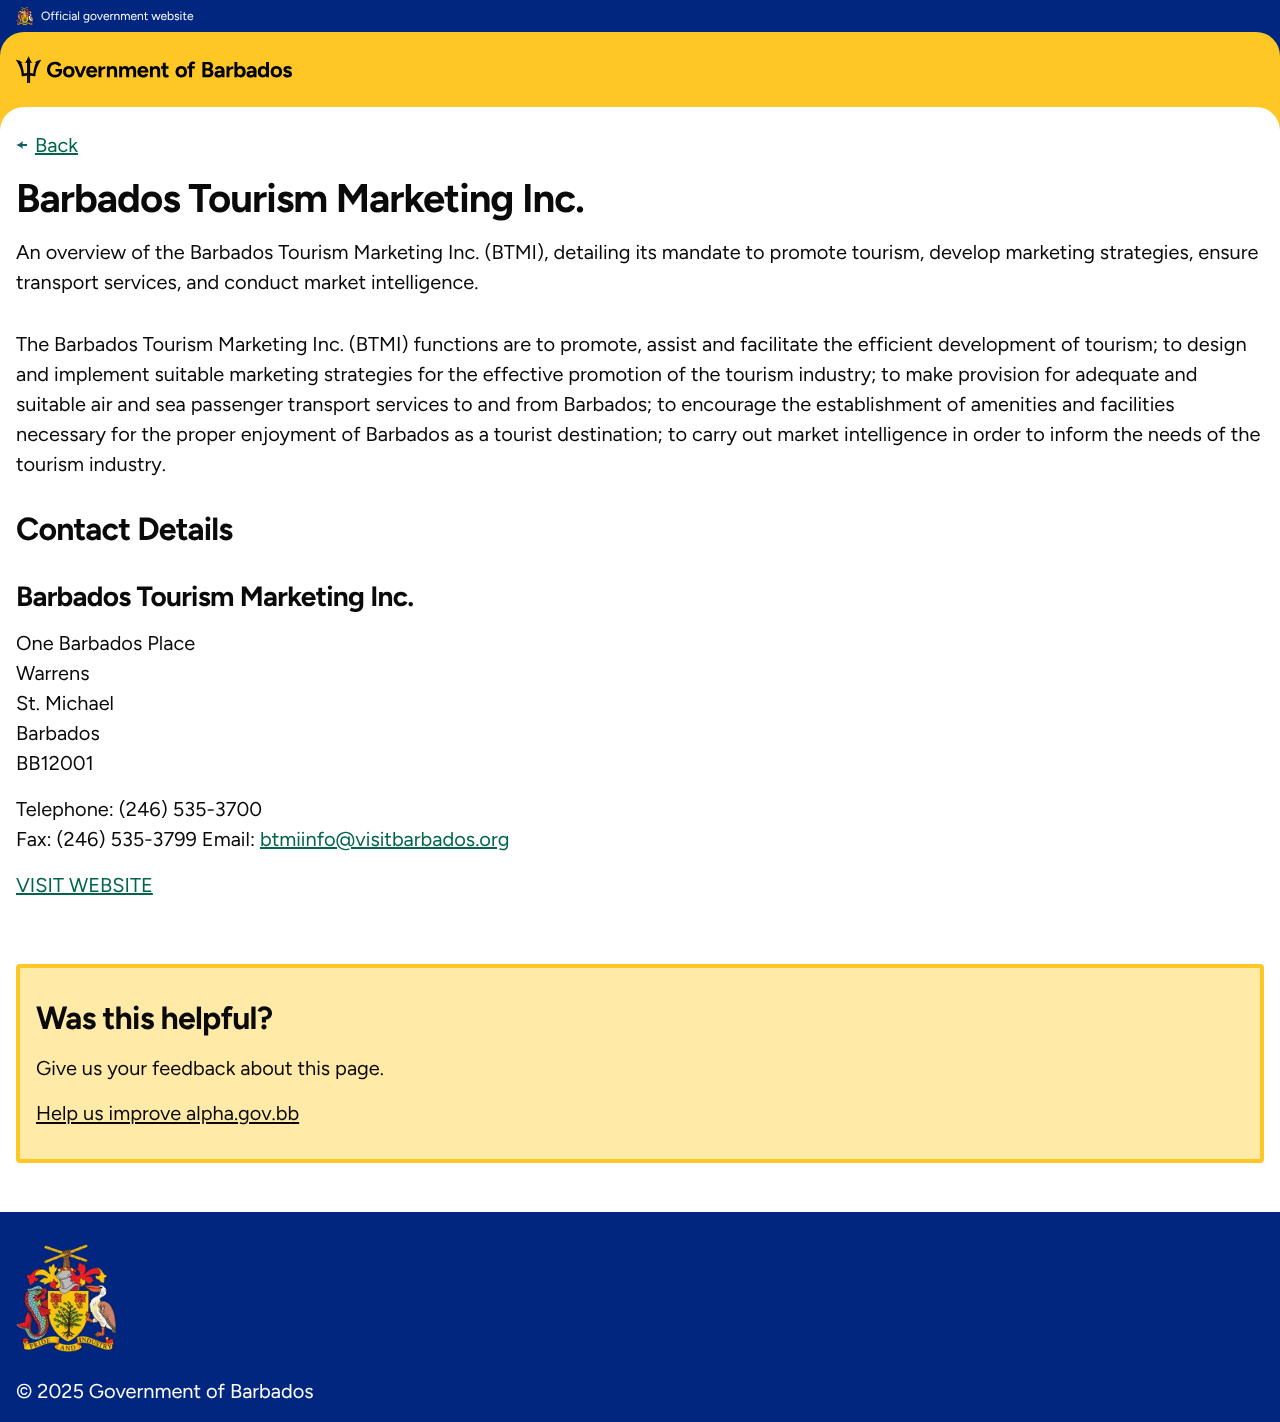 Official government website
Government of Barbados
Back
Barbados Tourism Marketing Inc.
An overview of the Barbados Tourism Marketing Inc. (BTMI), detailing its mandate to promote tourism, develop marketing strategies, ensure
transport services, and conduct market intelligence.
The Barbados Tourism Marketing Inc. (BTMI) functions are to promote, assist and facilitate the efficient development of tourism; to design
and implement suitable marketing strategies for the effective promotion of the tourism industry; to make provision for adequate and
suitable air and sea passenger transport services to and from Barbados; to encourage the establishment of amenities and facilities
necessary for the proper enjoyment of Barbados as a tourist destination; to carry out market intelligence in order to inform the needs of the
tourism industry.
Contact Details
Barbados Tourism Marketing Inc.
One Barbados Place
Warrens
St. Michael
Barbados
BB12001
Telephone: (246) 535-3700
Fax: (246) 535-3799 Email: btmiinfo@visitbarbados.org
VISIT WEBSITE
Was this helpful?
Give us your feedback about this page.
Help us improve alpha.gov.bb
PRIDE AND INDUSTRY
© 2025 Government of Barbados